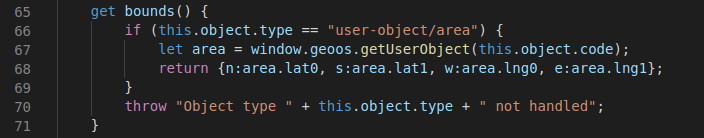 65 get bounds() {
66 if (this.object.type == "user-object/area") {
67 let area = window.geoos.getUserObject(this.object.code);
68 return {n:area.lat0, s:area.lat1, w:area.lng0, e:area.lng1};
69 }
70 throw "Object type " + this.object.type + " not handled";
71 }